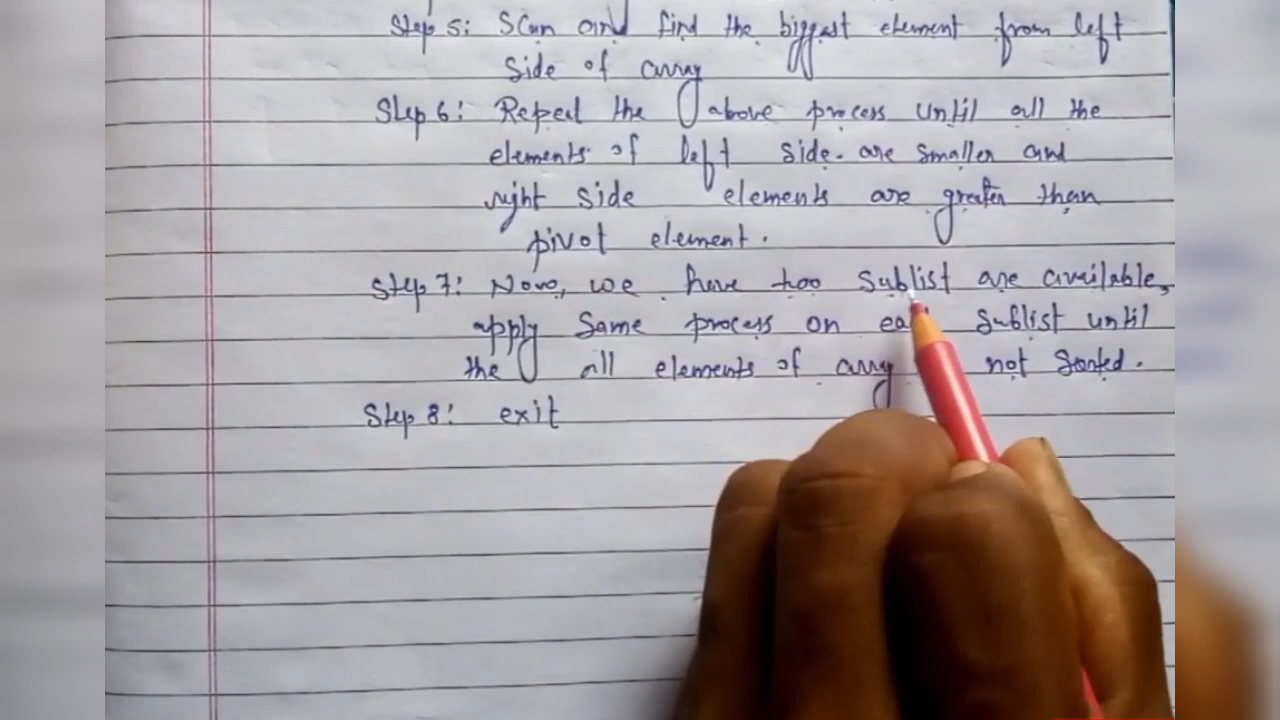 Step 5: Scan and find the biggest element from left
side of array
Step 6: Repeat the above process until all the
elements of left side are smaller and
right side elements are greater than
pivot element.
Step 7: Now, we have too sublist are available,
apply same process on sublist until
the all elements of array not sorted.
Step 8: exit